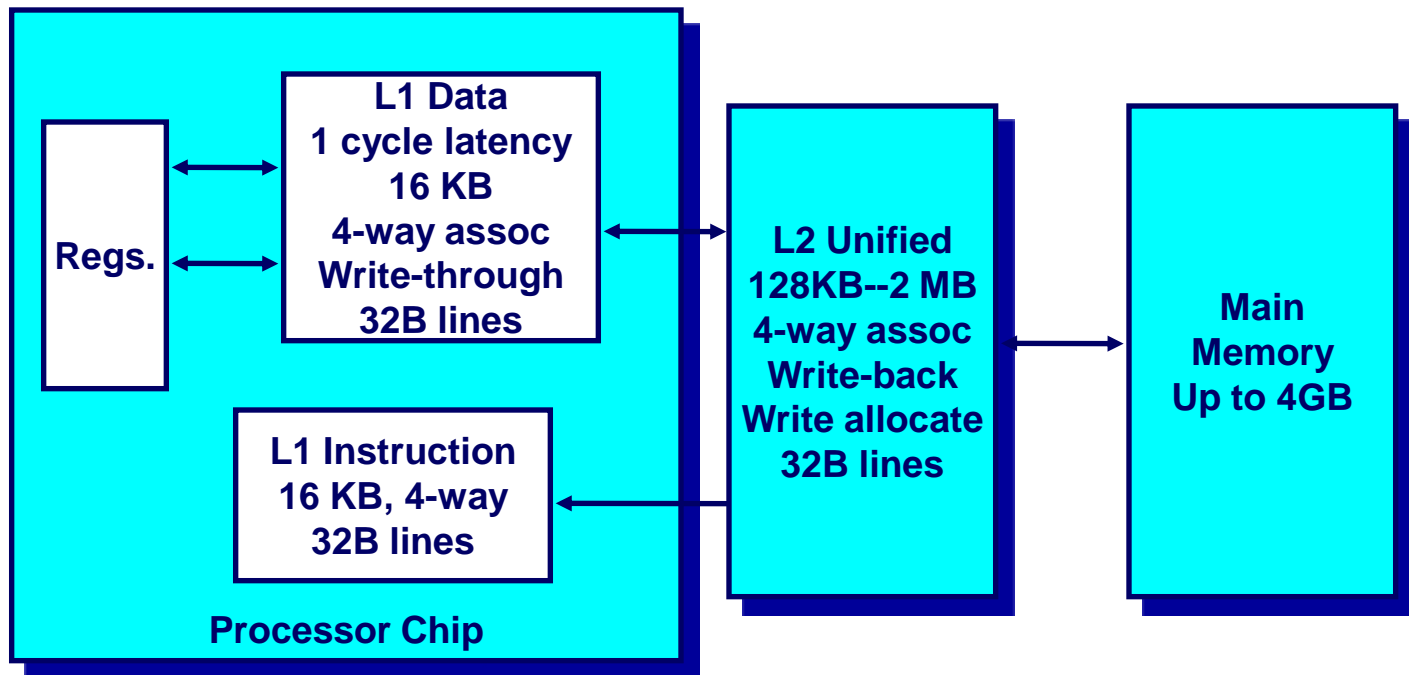 Regs.
L1 Data
1 cycle latency
16 KB
4-way assoc
Write-through
32B lines
L1 Instruction
16 KB, 4-way
32B lines
Processor Chip
L2 Unified
128KB--2 MB
4-way assoc
Write-back
Write allocate
32B lines
Main
Memory
Up to 4GB